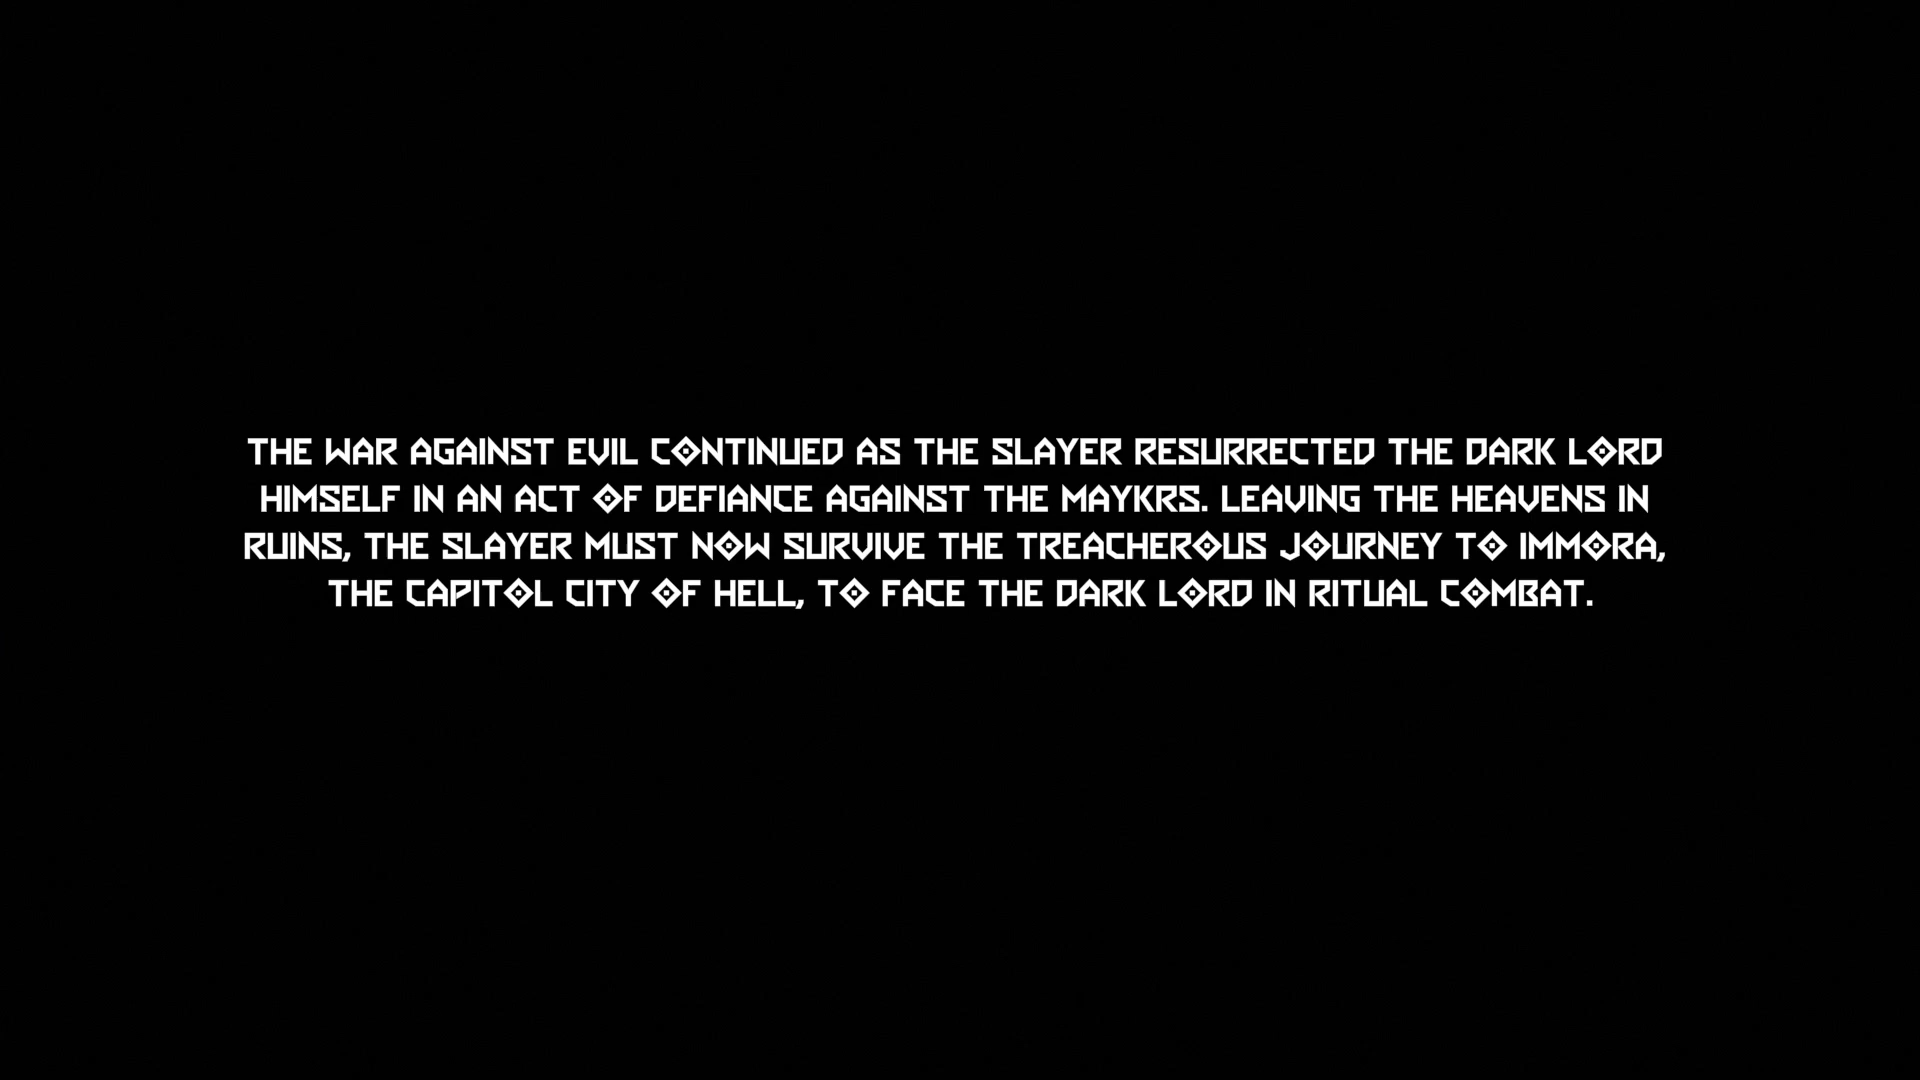 THE WAR AGAINST EVIL CONTINUED AS THE SLAYER RESURRECTED THE DARK LORD
HIMSELF IN AN ACT OF DEFIANCE AGAINST THE MAYKRS. LEAVING THE HEAVENS IN
RUINS, THE SLAYER MUST NOW SURVIVE THE TREACHEROUS JOURNEY TO IMMORA,
THE CAPITOL CITY OF HELL, TO FACE THE DARK LORD IN RITUAL COMBAT.